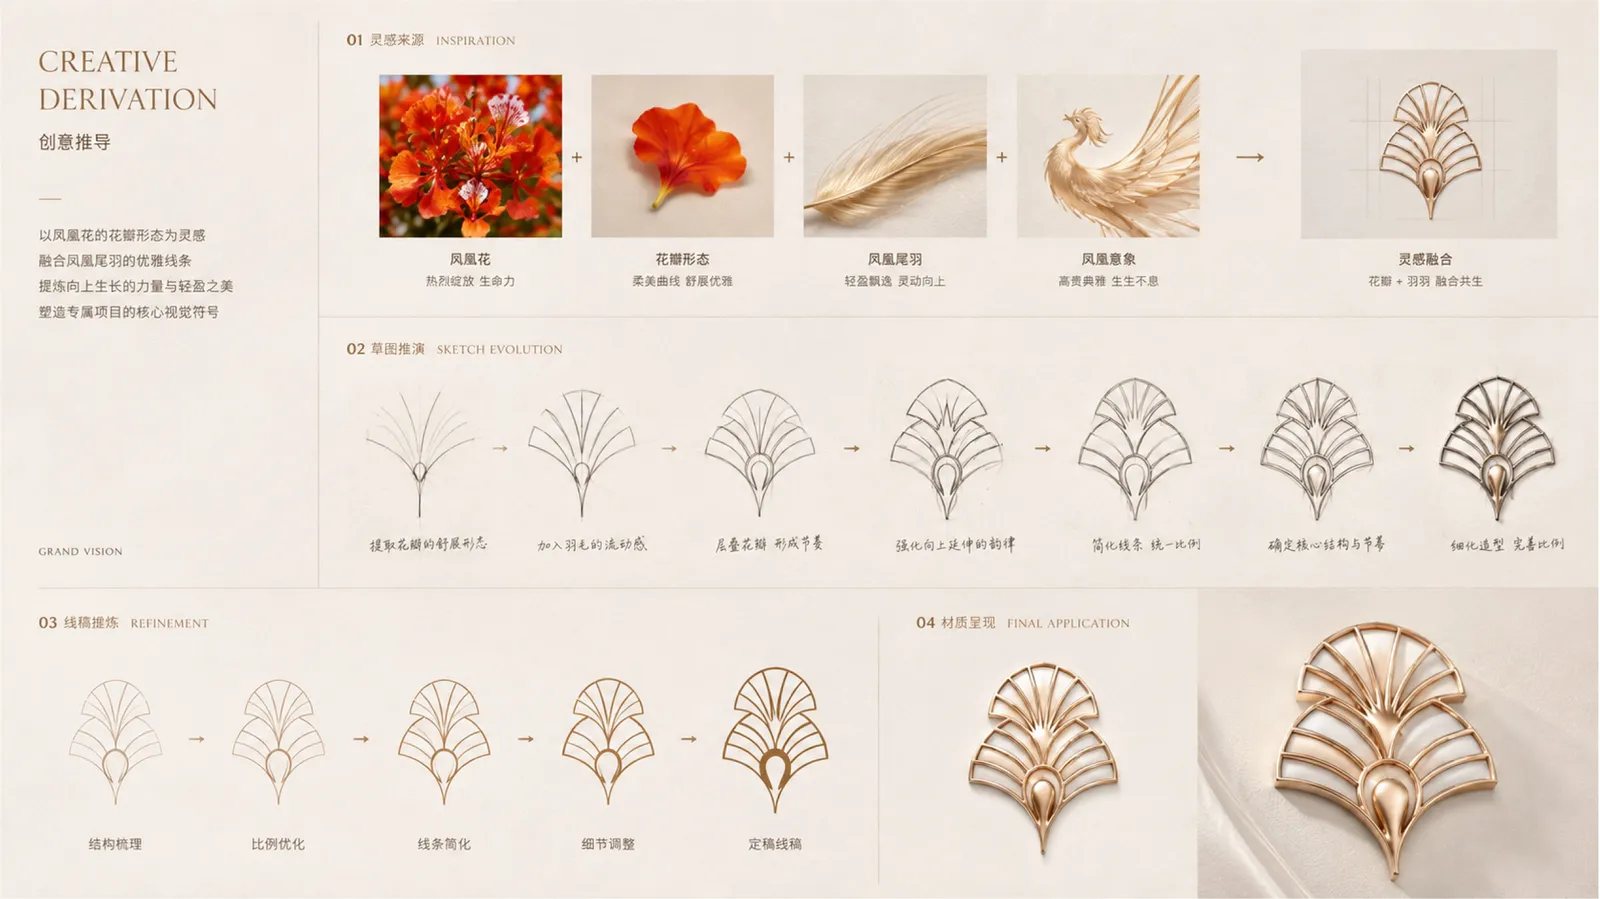 CREATIVE
DERIVATION
创意推导
以凤凰花的花瓣形态为灵感
融合凤凰尾羽的优雅线条
提炼向上生长的力量与轻盈之美
塑造专属项目的核心视觉符号
GRAND VISION
01 灵感来源 INSPIRATION
+
+
+
凤凰花
热烈绽放 生命力
花瓣形态
柔美曲线 舒展优雅
凤凰尾羽
轻盈飘逸 灵动向上
凤凰意象
高贵典雅 生生不息
灵感融合
花瓣 + 羽羽 融合共生
02 草图推演 SKETCH EVOLUTION
提取花瓣的舒展形态
加入羽毛的流动感
层叠花瓣 形成节奏
强化向上延伸的韵律
简化线条 统一比例
确定核心结构与节奏
细化造型 完善比例
03 线稿推炼 REFINEMENT
结构梳理
比例优化
线条简化
细节调整
定稿线稿
04 材质呈现 FINAL APPLICATION